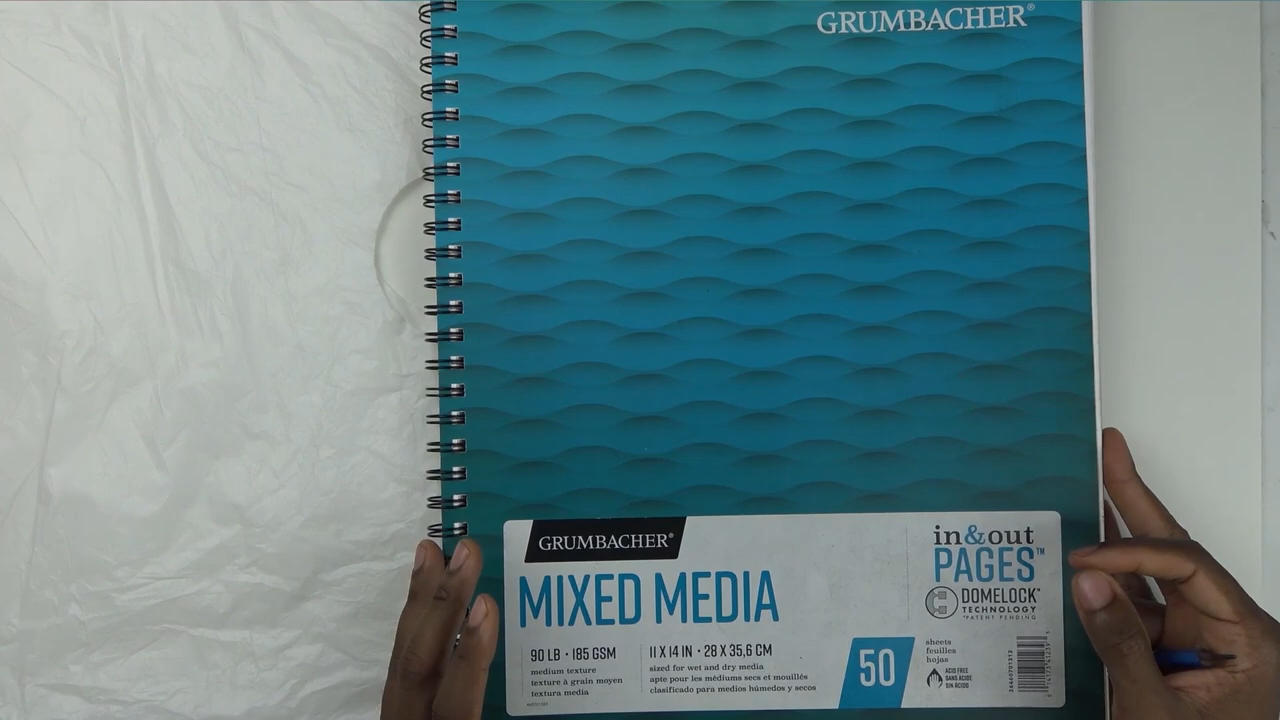 GRUMBACHER®
GRUMBACHER®
MIXED MEDIA
in&out
PAGES™
DOMELOCK™
TECHNOLOGY
*PATENT PENDING
90 LB · 185 GSM
medium texture
texture à grain moyen
textura media
11 X 14 IN · 28 X 35,6 CM
sized for wet and dry media
apte pour les médiums secs et mouillés
clasificado para medios húmedos y secos
50
sheets
feuilles
hojas
ACID FREE
SANS ACIDE
SIN ÁCIDO